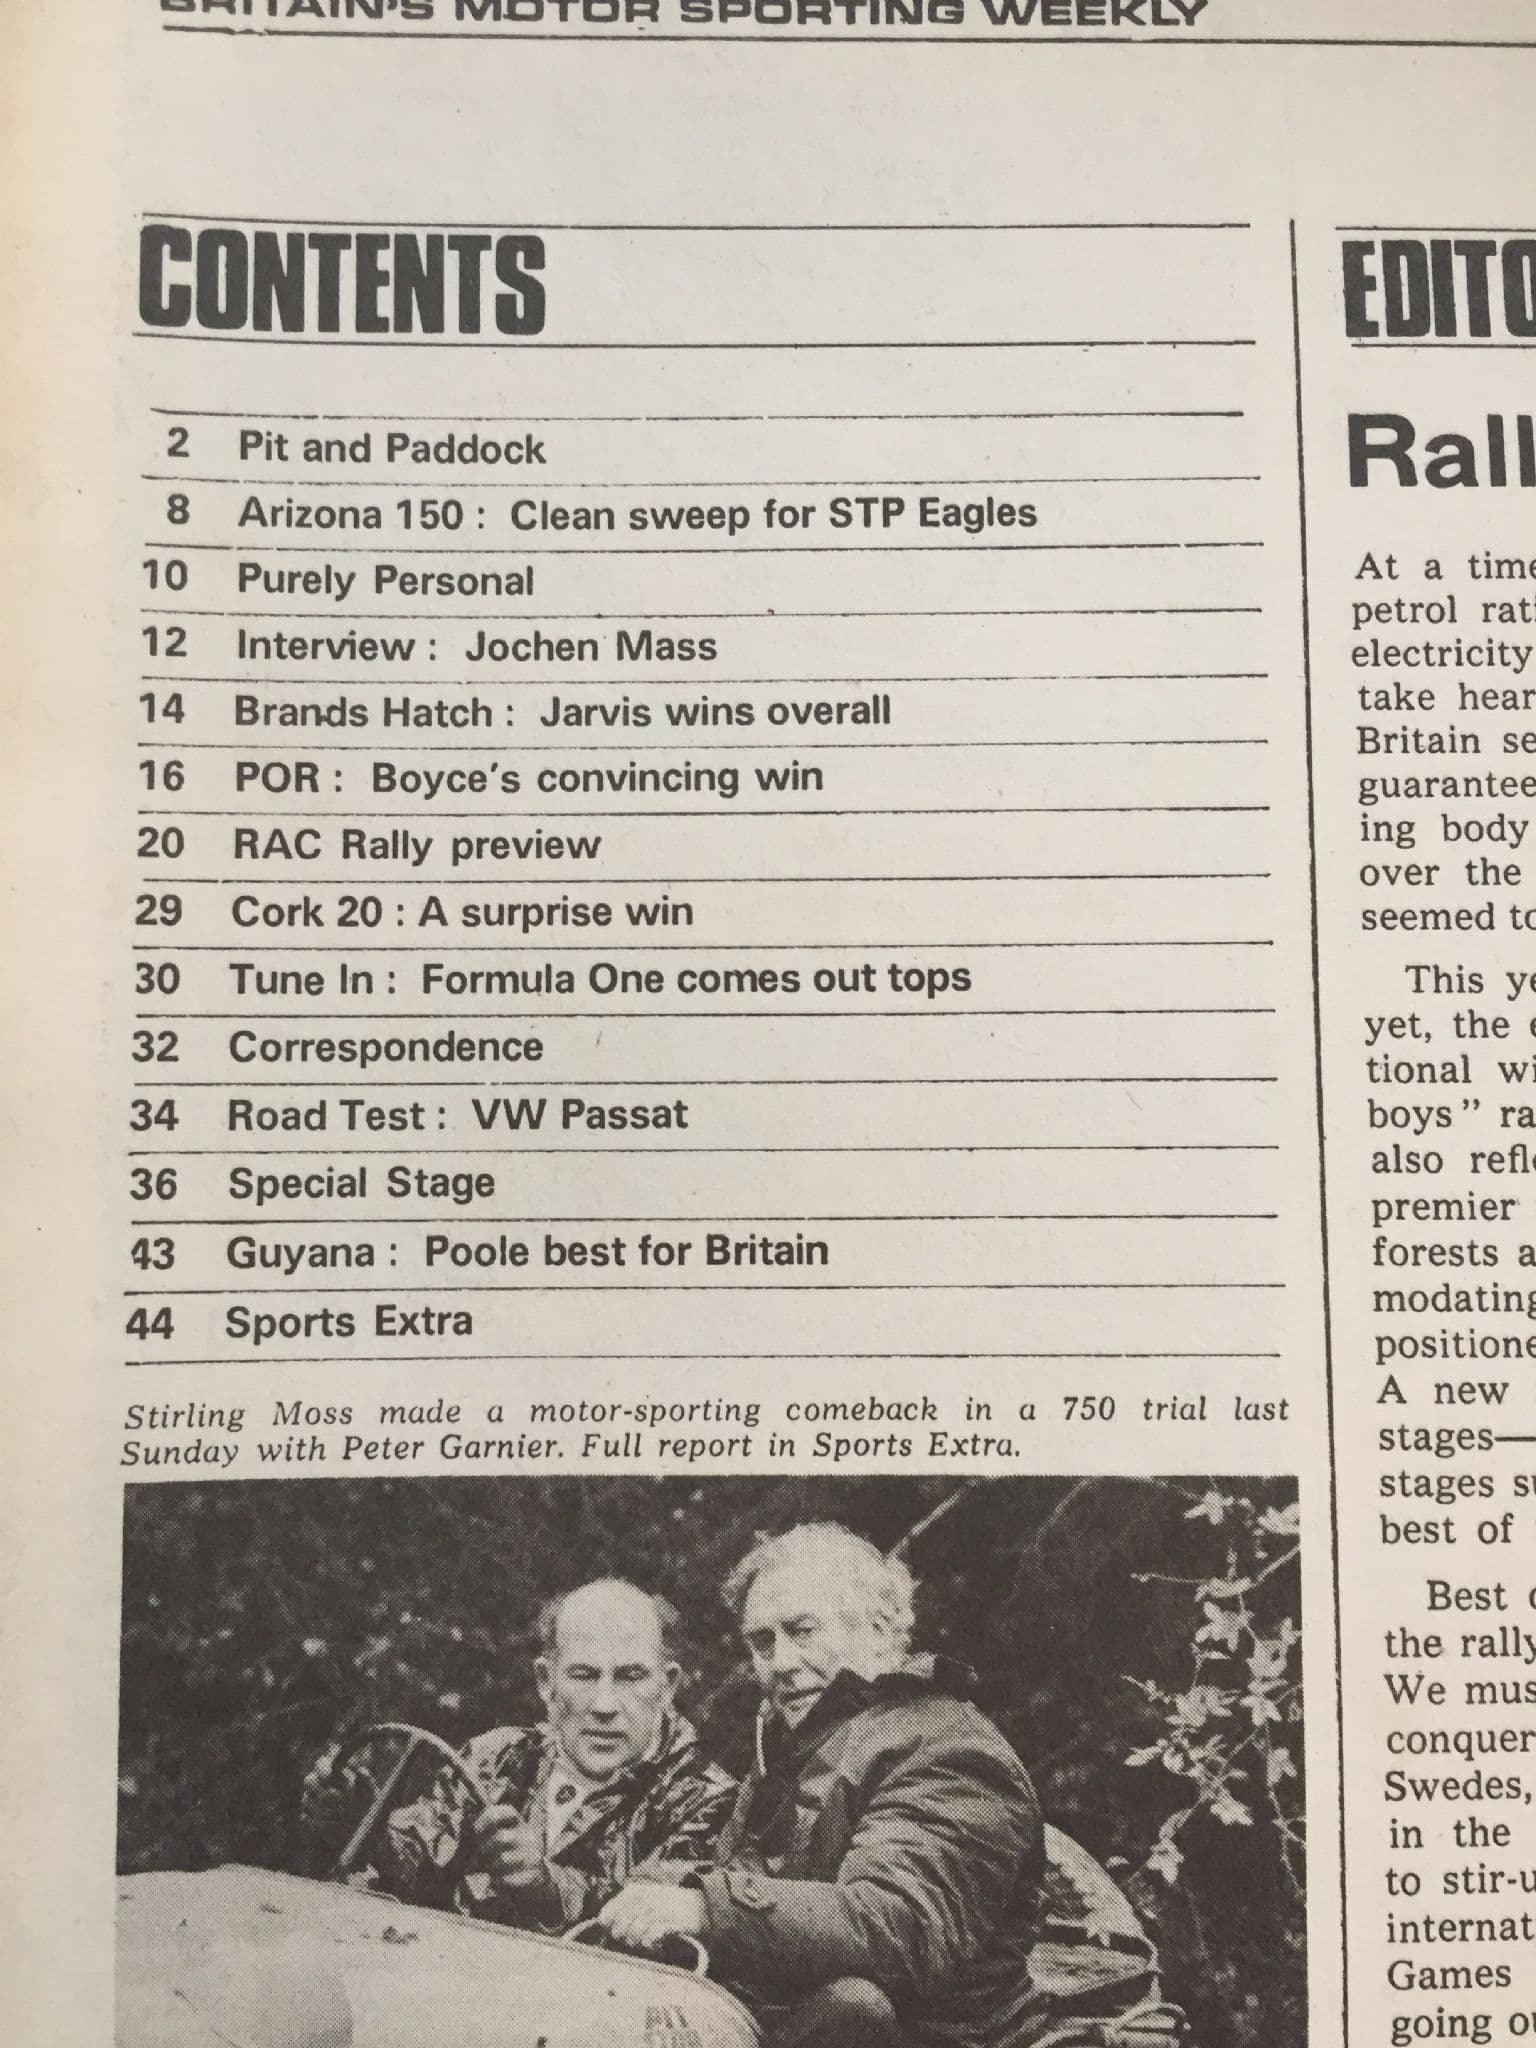 BRITAIN'S MOTOR SPORTING WEEKLY
CONTENTS
2 Pit and Paddock
8 Arizona 150 : Clean sweep for STP Eagles
10 Purely Personal
12 Interview : Jochen Mass
14 Brands Hatch : Jarvis wins overall
16 POR : Boyce's convincing win
20 RAC Rally preview
29 Cork 20 : A surprise win
30 Tune In : Formula One comes out tops
32 Correspondence
34 Road Test : VW Passat
36 Special Stage
43 Guyana : Poole best for Britain
44 Sports Extra
Stirling Moss made a motor-sporting comeback in a 750 trial last
Sunday with Peter Garnier. Full report in Sports Extra.
EDITO
Rall
At a time
petrol rati
electricity
take hear
Britain se
guarantee
ing body
over the
seemed to
This ye
yet, the e
tional wi
boys" ra
also refle
premier
forests a
modating
positione
A new
stages—
stages su
best of
Best o
the rally
We mus
conquer
Swedes,
in the
to stir-u
internat
Games
going ou